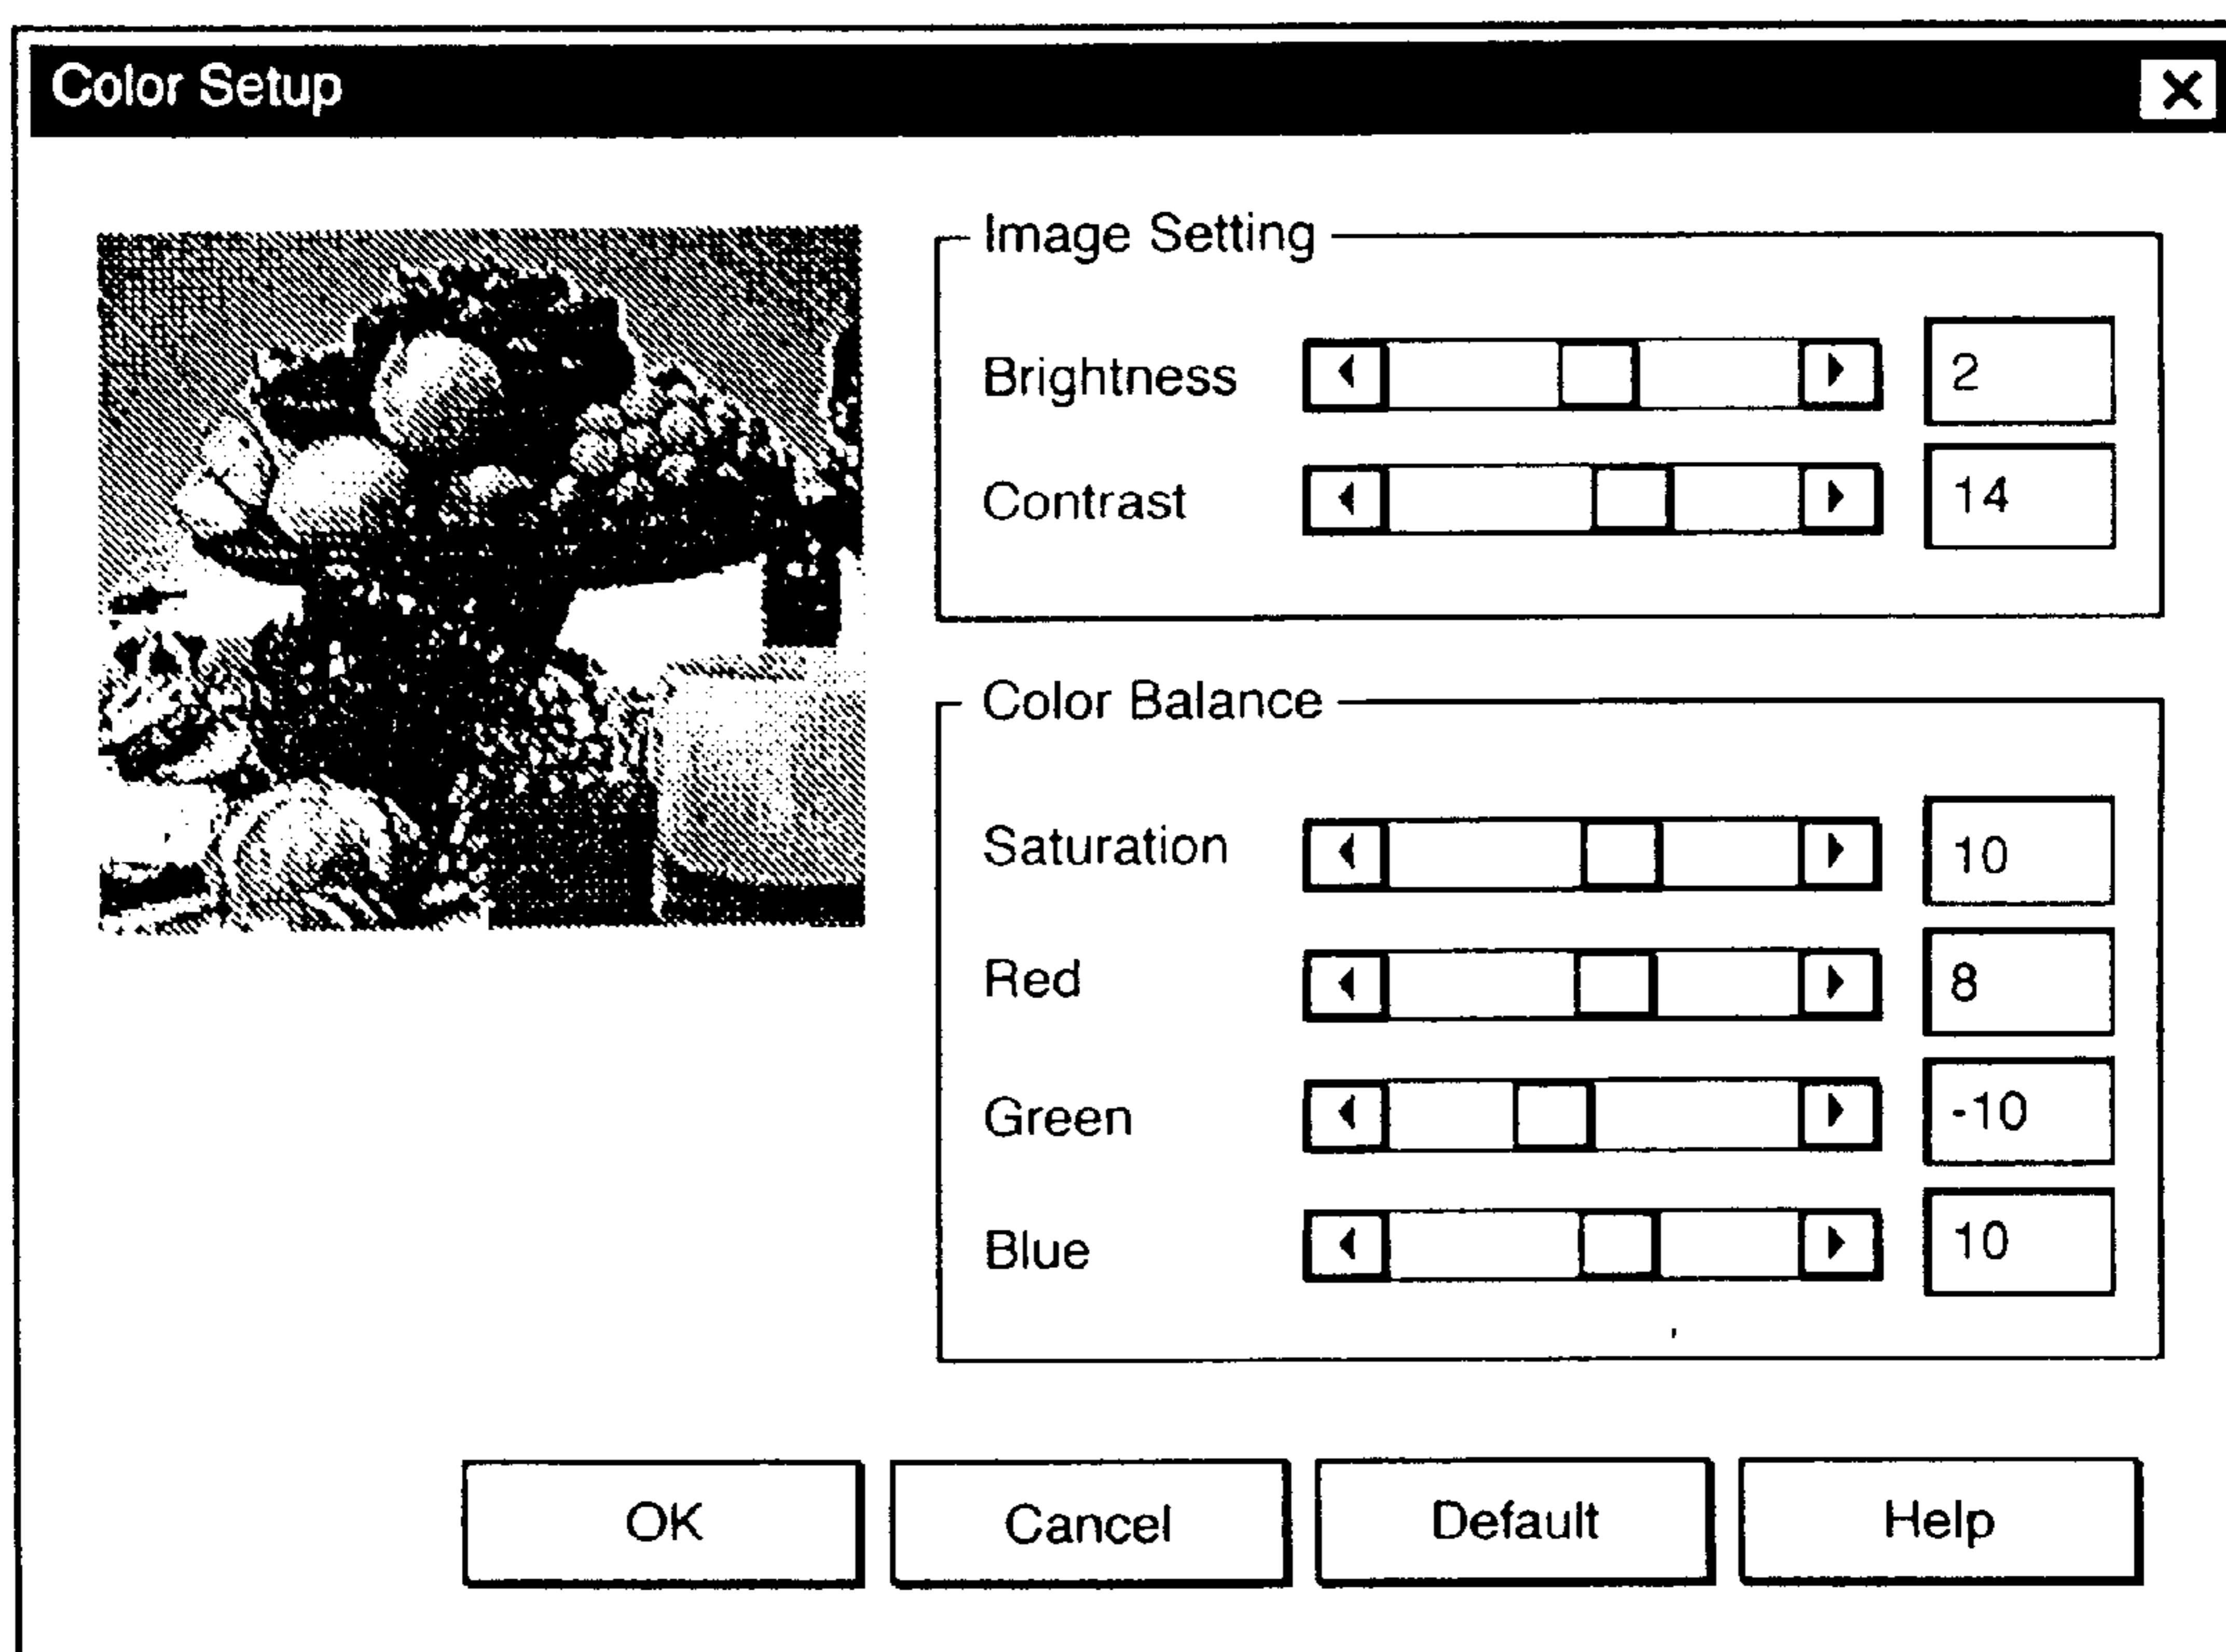 Color Setup
Image Setting
Brightness 2
Contrast 14
Color Balance
Saturation 10
Red 8
Green -10
Blue 10
OK Cancel Default Help